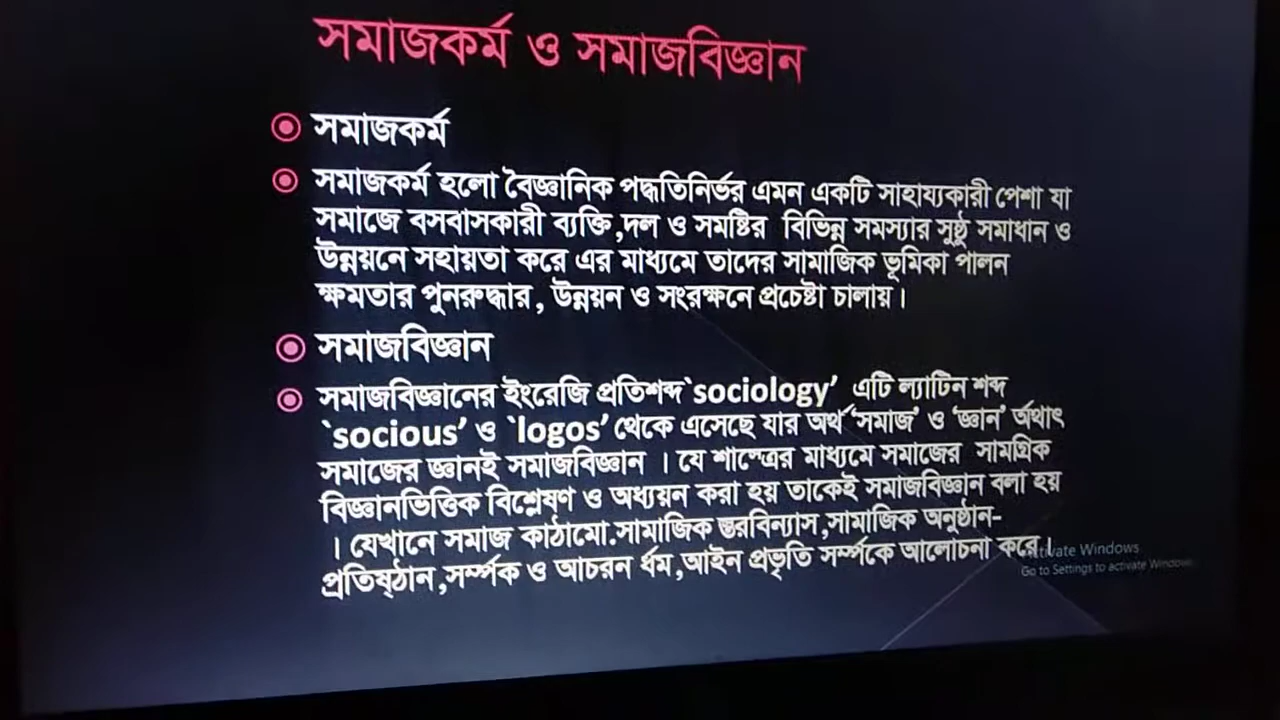 সমাজকর্ম ও সমাজবিজ্ঞান
সমাজকর্ম
সমাজকর্ম হলো বৈজ্ঞানিক পদ্ধতিনির্ভর এমন একটি সাহায্যকারী পেশা যা
সমাজে বসবাসকারী ব্যক্তি,দল ও সমষ্টির বিভিন্ন সমস্যার সুষ্ঠু সমাধান ও
উন্নয়নে সহায়তা করে এর মাধ্যমে তাদের সামাজিক ভূমিকা পালন
ক্ষমতার পুনরুদ্ধার, উন্নয়ন ও সংরক্ষনে প্রচেষ্টা চালায়।
সমাজবিজ্ঞান
সমাজবিজ্ঞানের ইংরেজি প্রতিশব্দ`sociology’ এটি ল্যাটিন শব্দ
`socious’ ও `logos’ থেকে এসেছে যার অর্থ ‘সমাজ’ ও ‘জ্ঞান’ র্অথাৎ
সমাজের জ্ঞানই সমাজবিজ্ঞান । যে শাস্ত্রের মাধ্যমে সমাজের সামগ্রিক
বিজ্ঞানভিত্তিক বিশ্লেষণ ও অধ্যয়ন করা হয় তাকেই সমাজবিজ্ঞান বলা হয়
। যেখানে সমাজ কাঠামো.সামাজিক স্তরবিন্যাস,সামাজিক অনুষ্ঠান-
প্রতিষ্ঠান,সর্ম্পক ও আচরন র্ধম,আইন প্রভৃতি সর্ম্পকে আলোচনা করে।
Activate Windows
Go to Settings to activate Windows.